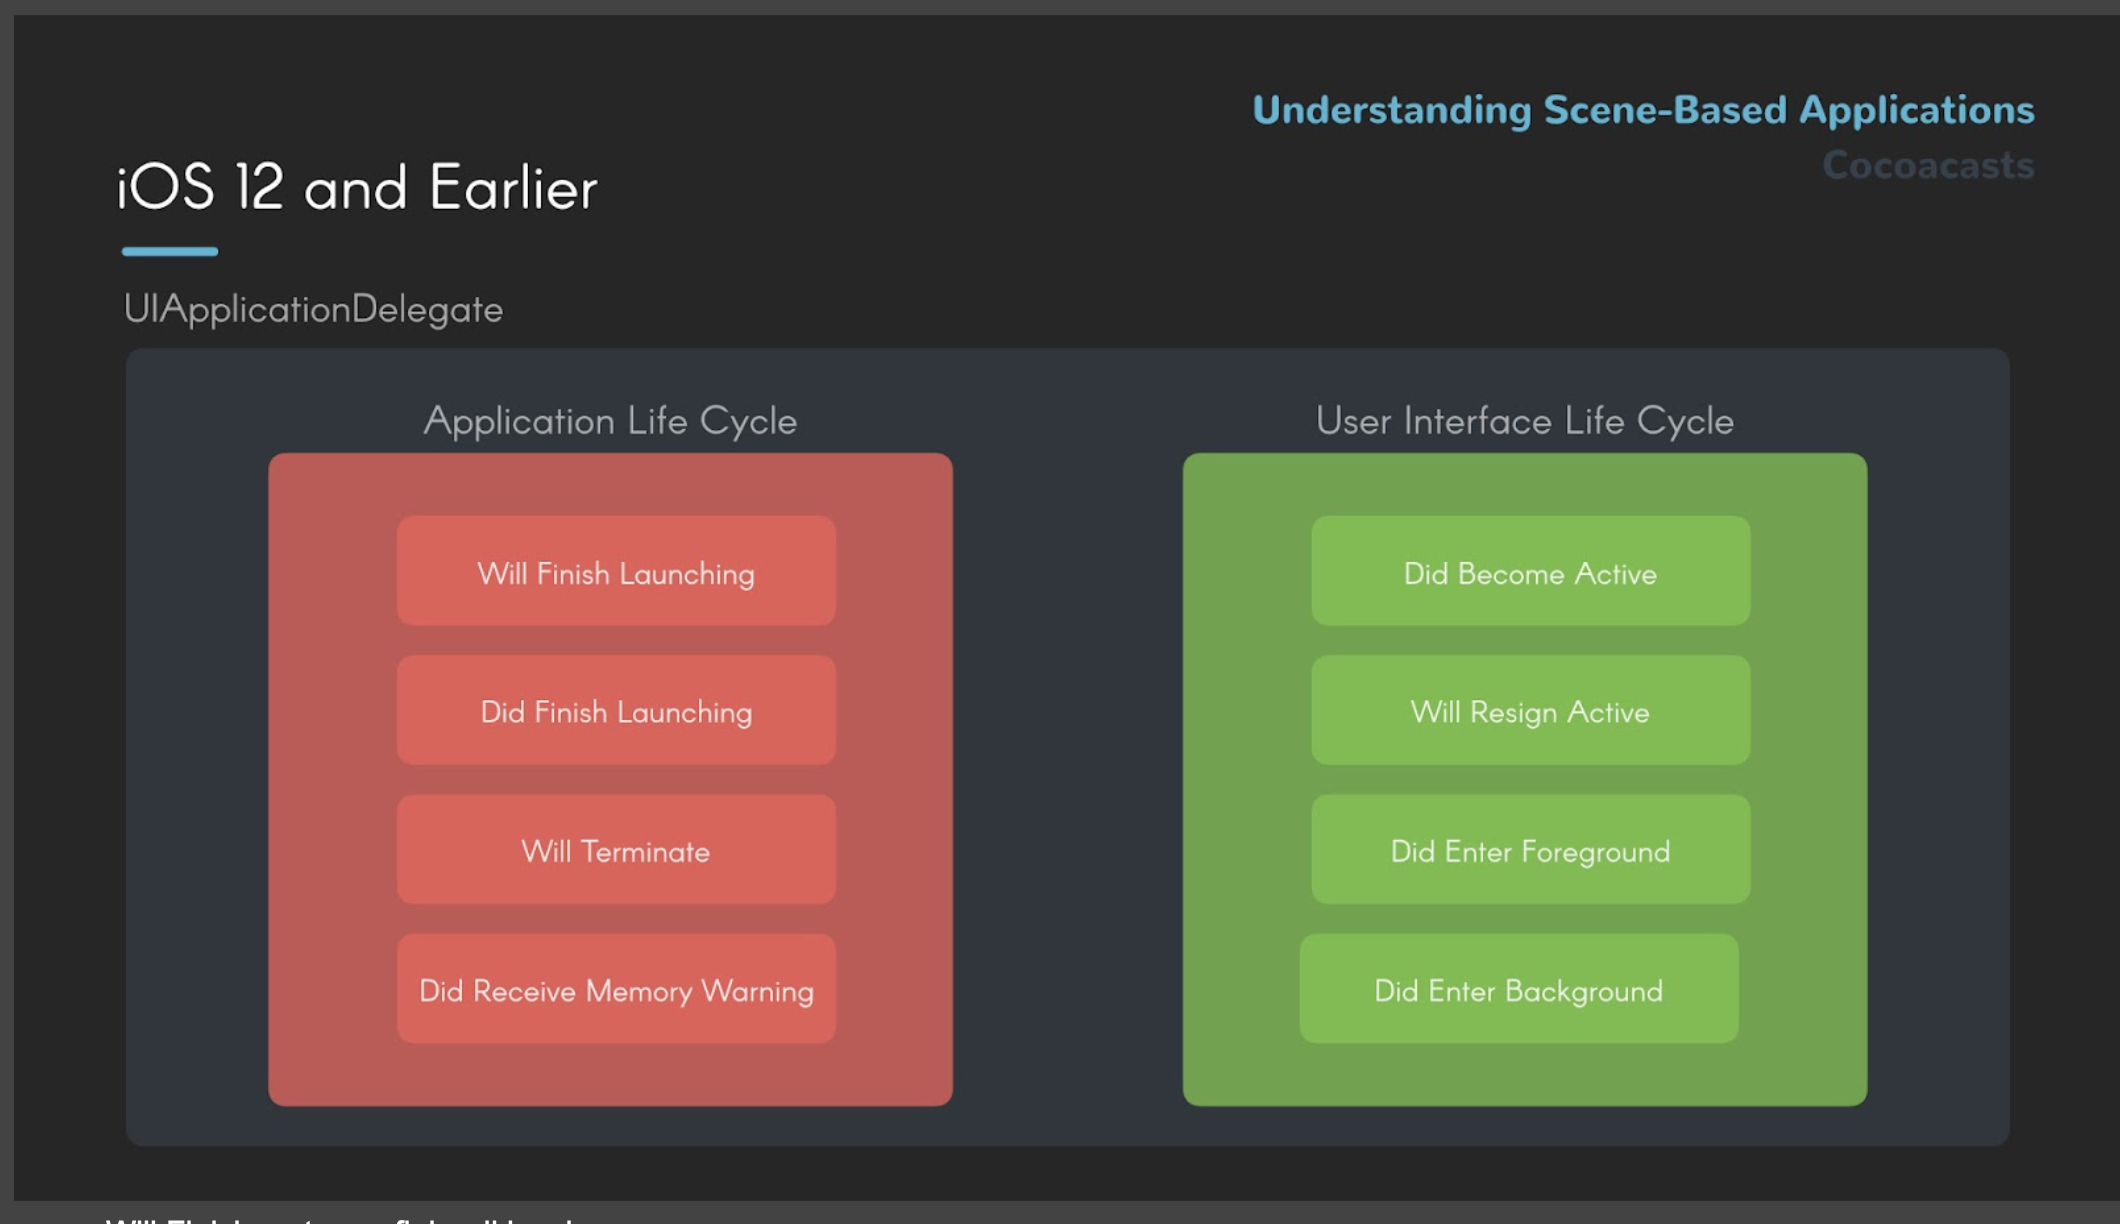 Understanding Scene-Based Applications
Cocoacasts
iOS 12 and Earlier
UIApplicationDelegate
Application Life Cycle
Will Finish Launching
Did Finish Launching
Will Terminate
Did Receive Memory Warning
User Interface Life Cycle
Did Become Active
Will Resign Active
Did Enter Foreground
Did Enter Background